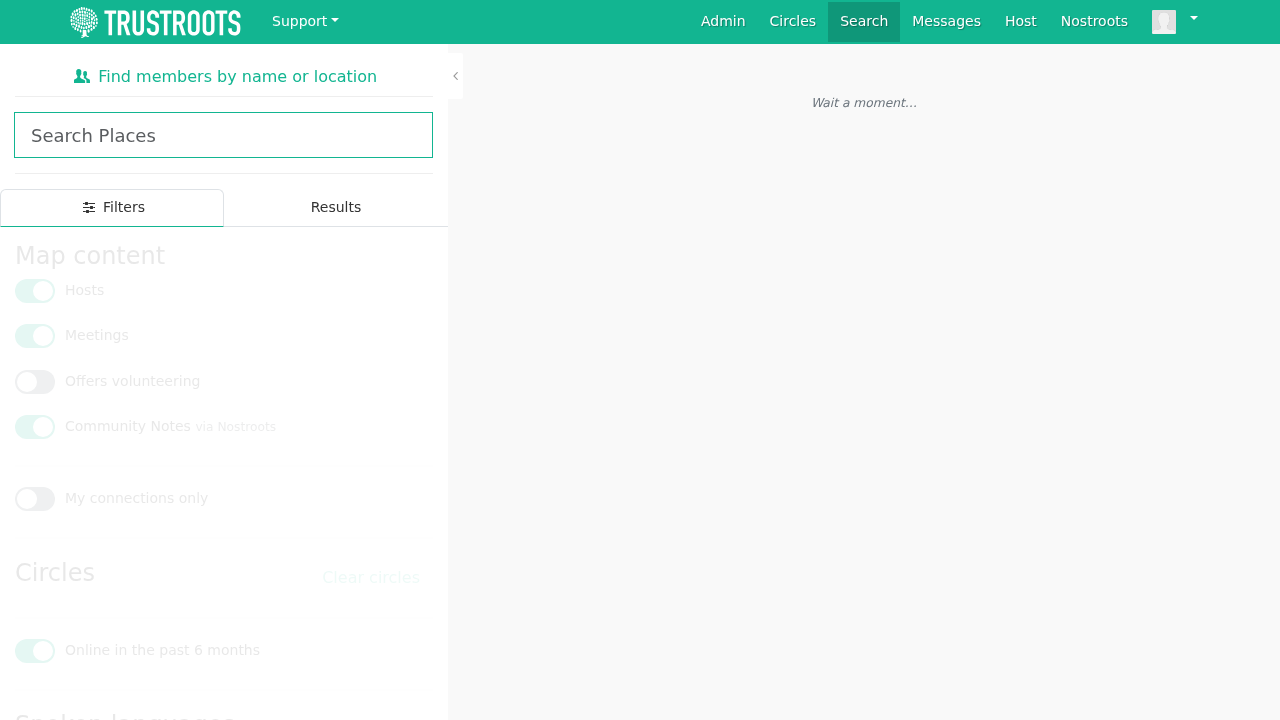 TRUSTROOTS
Support
Admin
Circles
Search
Messages
Host
Nostroots
Find members by name or location
Wait a moment...
Search Places
Filters
Results
Map content
Hosts
Meetings
Offers volunteering
Community Notes via Nostroots
My connections only
Circles
Clear circles
Online in the past 6 months
Spoken languages